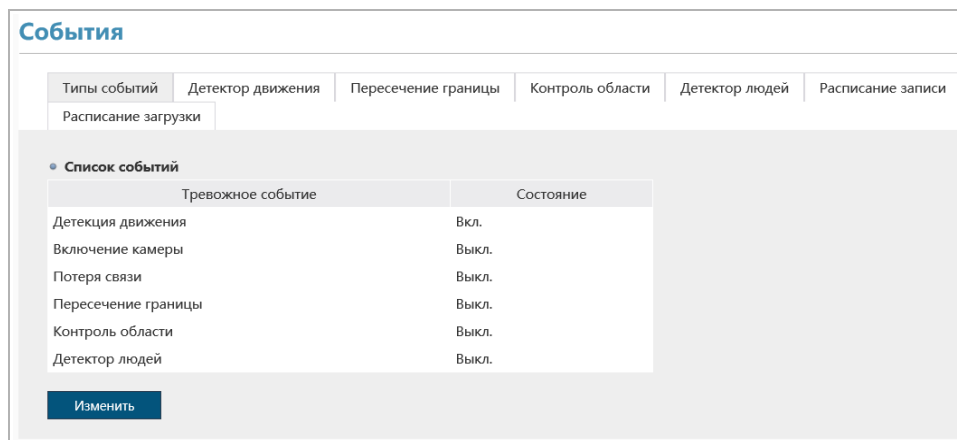 События
Типы событий Детектор движения Пересечение границы Контроль области Детектор людей Расписание записи
Расписание загрузки
Список событий
Тревожное событие Состояние
Детекция движения Вкл.
Включение камеры Выкл.
Потеря связи Выкл.
Пересечение границы Выкл.
Контроль области Выкл.
Детектор людей Выкл.
Изменить